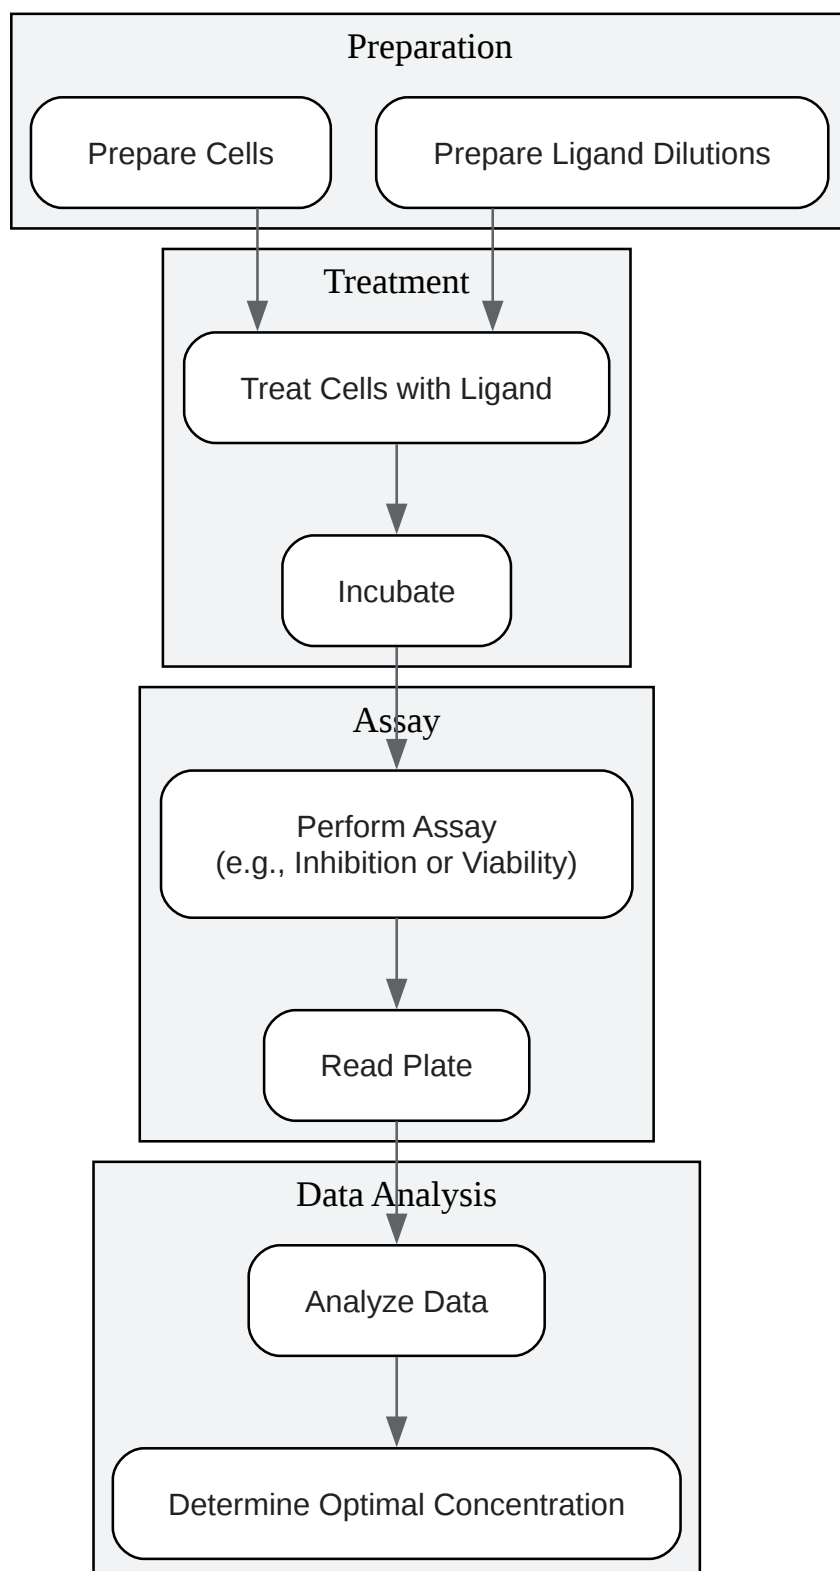 Preparation
Prepare Cells
Prepare Ligand Dilutions
Treatment
Treat Cells with Ligand
Incubate
Assay
Perform Assay
(e.g., Inhibition or Viability)
Read Plate
Data Analysis
Analyze Data
Determine Optimal Concentration